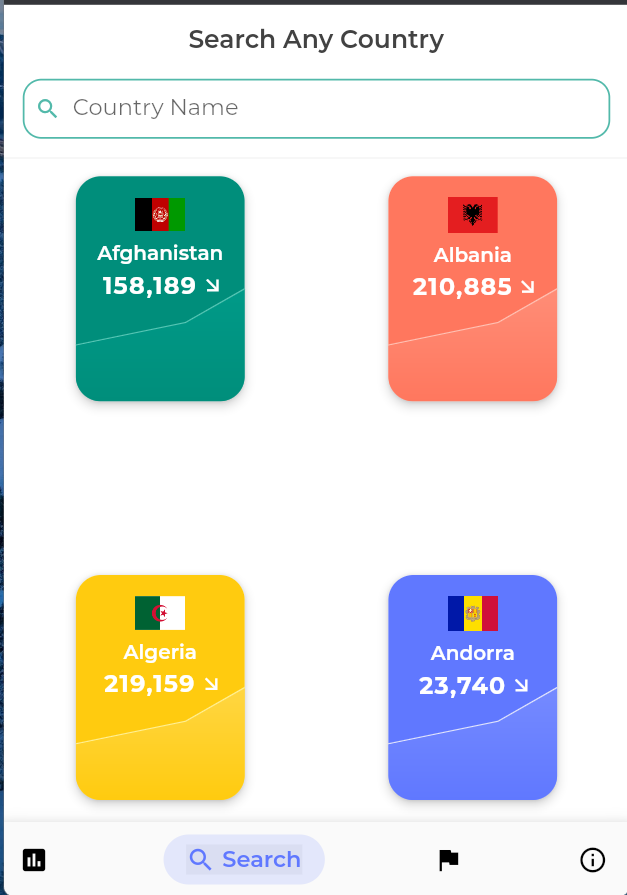 Search Any Country
Country Name
Afghanistan
158,189
Albania
210,885
Algeria
219,159
Andorra
23,740
Search